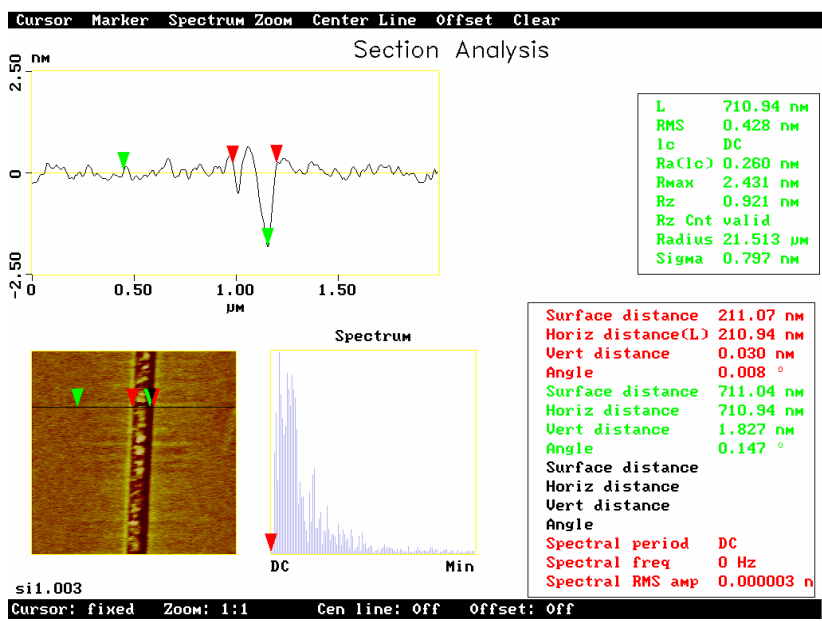 Cursor Marker Spectrum Zoom Center Line Offset Clear
Section Analysis
nm
2.50
0
-2.50
0 0.50 1.00 1.50
µm
L 710.94 nm
RMS 0.428 nm
lc DC
Ra(lc) 0.260 nm
Rmax 2.431 nm
Rz 0.921 nm
Rz Cnt valid
Radius 21.513 µm
Sigma 0.797 nm
Surface distance 211.07 nm
Horiz distance(L) 210.94 nm
Vert distance 0.030 nm
Angle 0.008 °
Surface distance 711.04 nm
Horiz distance 710.94 nm
Vert distance 1.827 nm
Angle 0.147 °
Surface distance
Horiz distance
Vert distance
Angle
Spectral period DC
Spectral freq 0 Hz
Spectral RMS amp 0.000003 n
Spectrum
DC Min
si1.003
Cursor: fixed Zoom: 1:1 Cen line: Off Offset: Off